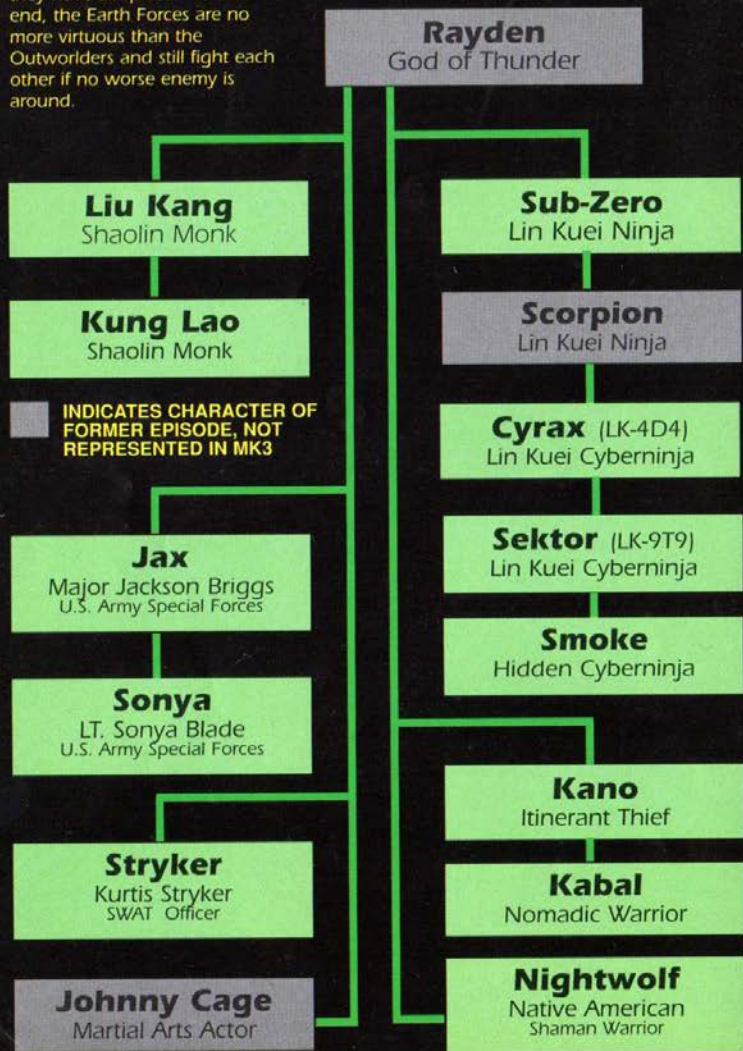 end, the Earth Forces are no
more virtuous than the
Outworlders and still fight each
other if no worse enemy is
around.
Rayden
God of Thunder
Liu Kang
Shaolin Monk
Kung Lao
Shaolin Monk
INDICATES CHARACTER OF
FORMER EPISODE, NOT
REPRESENTED IN MK3
Jax
Major Jackson Briggs
U.S. Army Special Forces
Sonya
LT. Sonya Blade
U.S. Army Special Forces
Stryker
Kurtis Stryker
SWAT Officer
Johnny Cage
Martial Arts Actor
Sub-Zero
Lin Kuei Ninja
Scorpion
Lin Kuei Ninja
Cyrax (LK-4D4)
Lin Kuei Cyberninja
Sektor (LK-9T9)
Lin Kuei Cyberninja
Smoke
Hidden Cyberninja
Kano
Itinerant Thief
Kabal
Nomadic Warrior
Nightwolf
Native American
Shaman Warrior